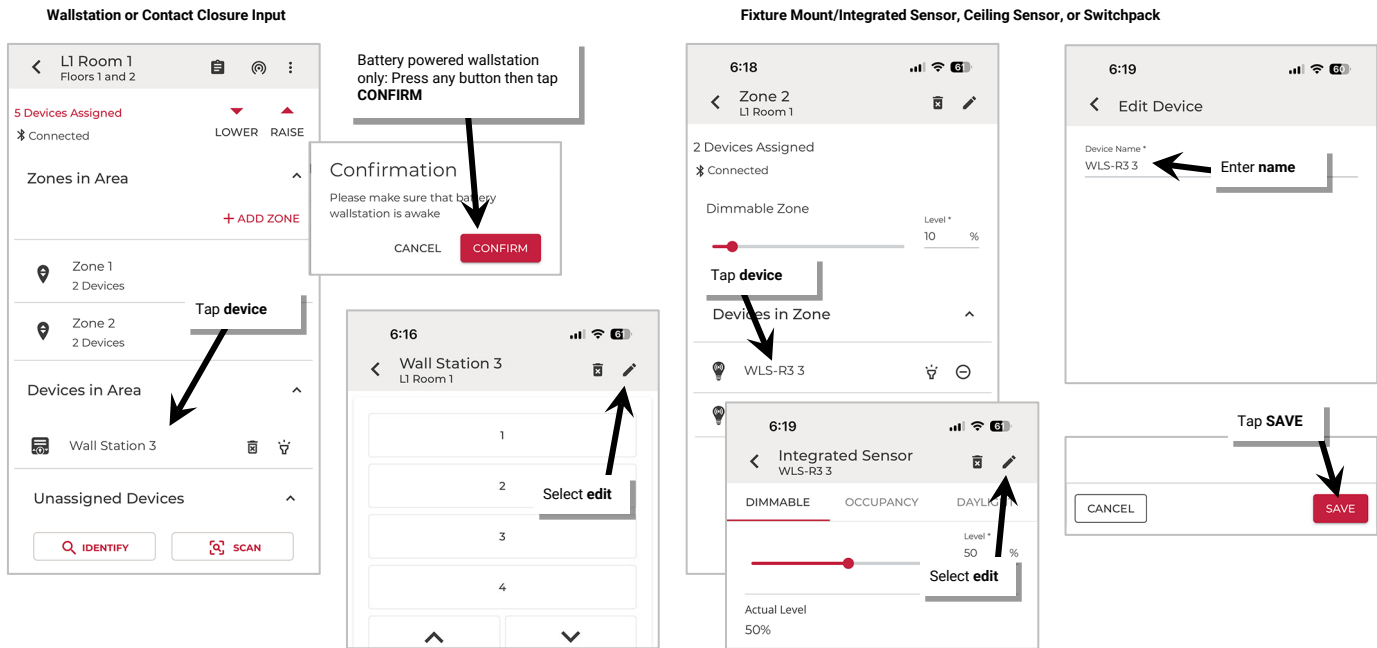 Wallstation or Contact Closure Input
Fixture Mount/Integrated Sensor, Ceiling Sensor, or Switchpack
L1 Room 1
Floors 1 and 2
5 Devices Assigned
Connected
LOWER
RAISE
Zones in Area
+ ADD ZONE
Zone 1
2 Devices
Zone 2
2 Devices
Tap device
Devices in Area
Wall Station 3
Unassigned Devices
IDENTIFY
SCAN
Battery powered wallstation
only: Press any button then tap
CONFIRM
Confirmation
Please make sure that battery
wallstation is awake
CANCEL
CONFIRM
6:16
61
Wall Station 3
L1 Room 1
1
2
Select edit
3
4
6:18
61
Zone 2
L1 Room 1
2 Devices Assigned
Connected
Dimmable Zone
Level *
10 %
Tap device
Devices in Zone
WLS-R3 3
6:19
61
Integrated Sensor
WLS-R3 3
DIMMABLE
OCCUPANCY
DAYLIGHT
Level *
50 %
Select edit
Actual Level
50%
6:19
60
Edit Device
Device Name *
WLS-R3 3
Enter name
Tap SAVE
CANCEL
SAVE